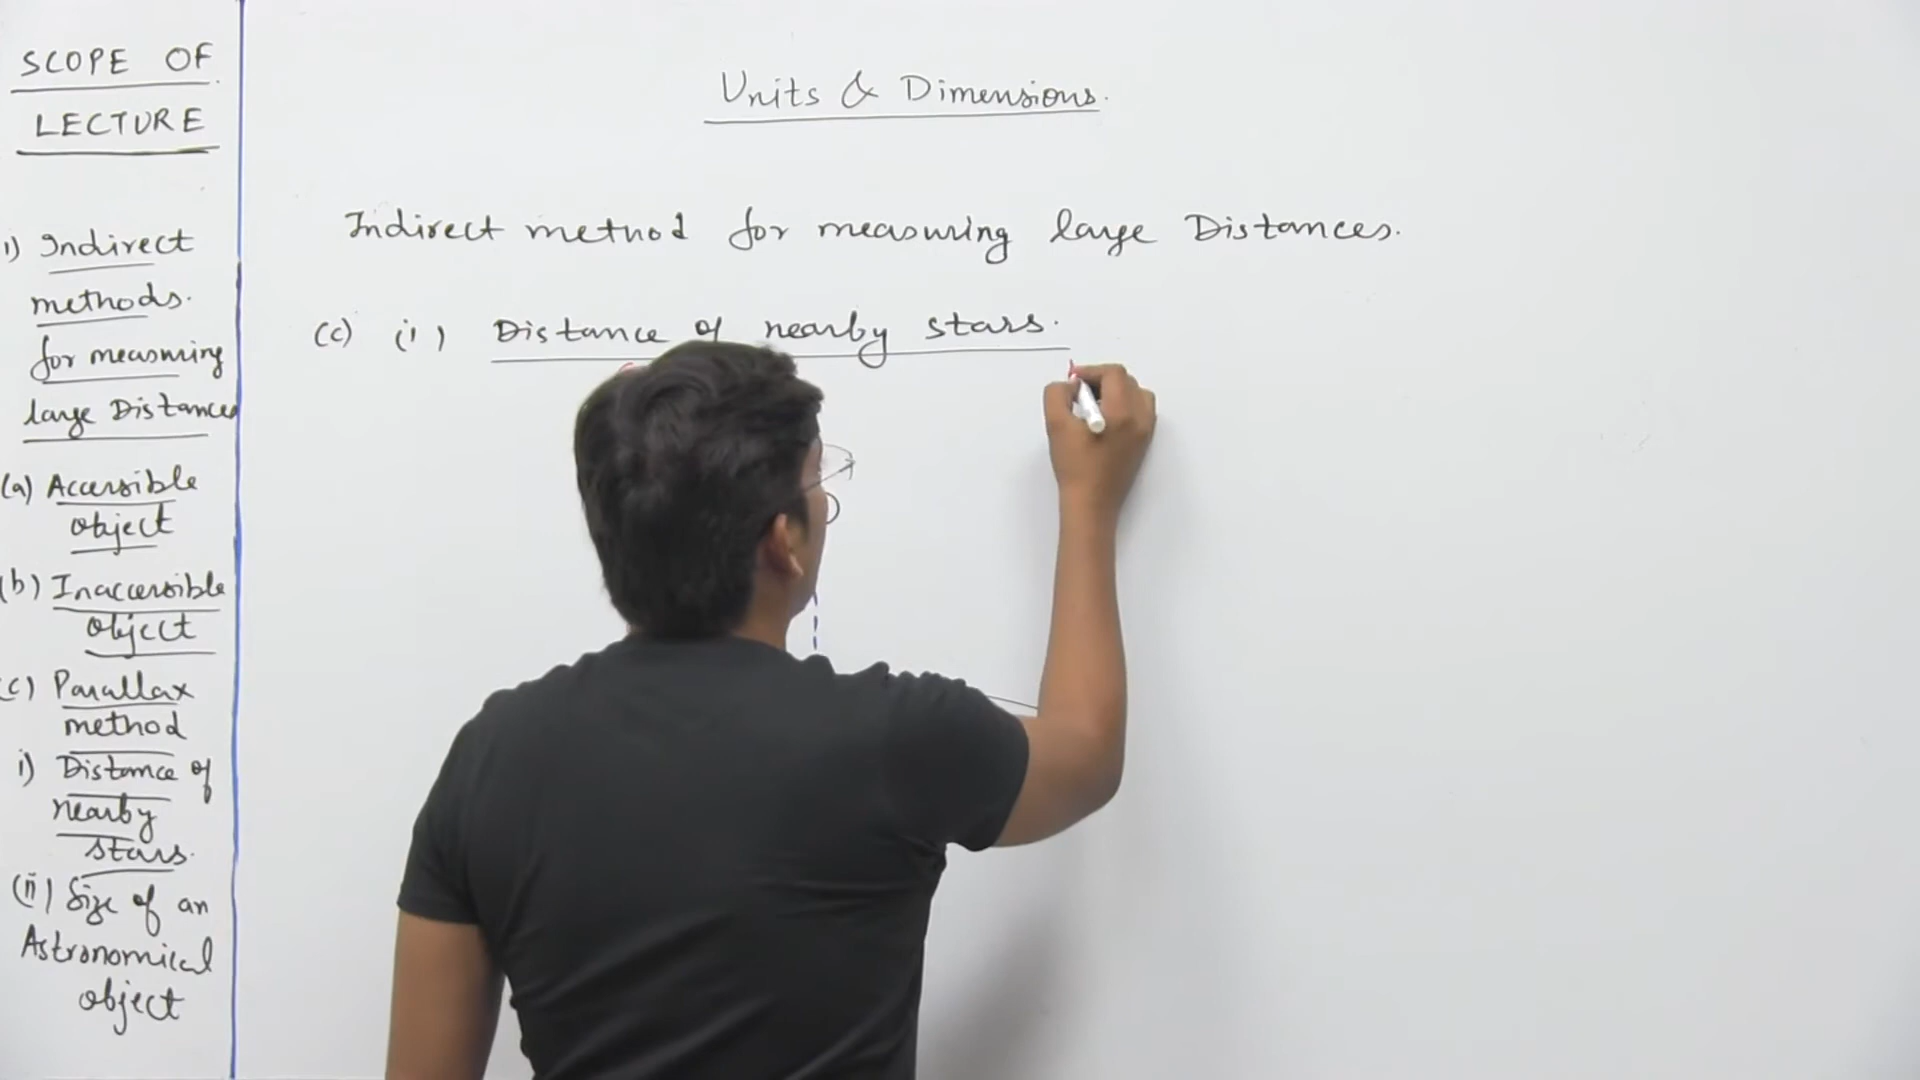 SCOPE OF
LECTURE
1) Indirect
methods.
for measuring
large Distances
(a) Accessible
object
(b) Inaccessible
object
(c) Parallax
method
i) Distance of
nearby
stars.
(ii) Size of an
Astronomical
object
Units & Dimensions.
Indirect method for measuring large Distances.
(c) (i) Distance of nearby stars.